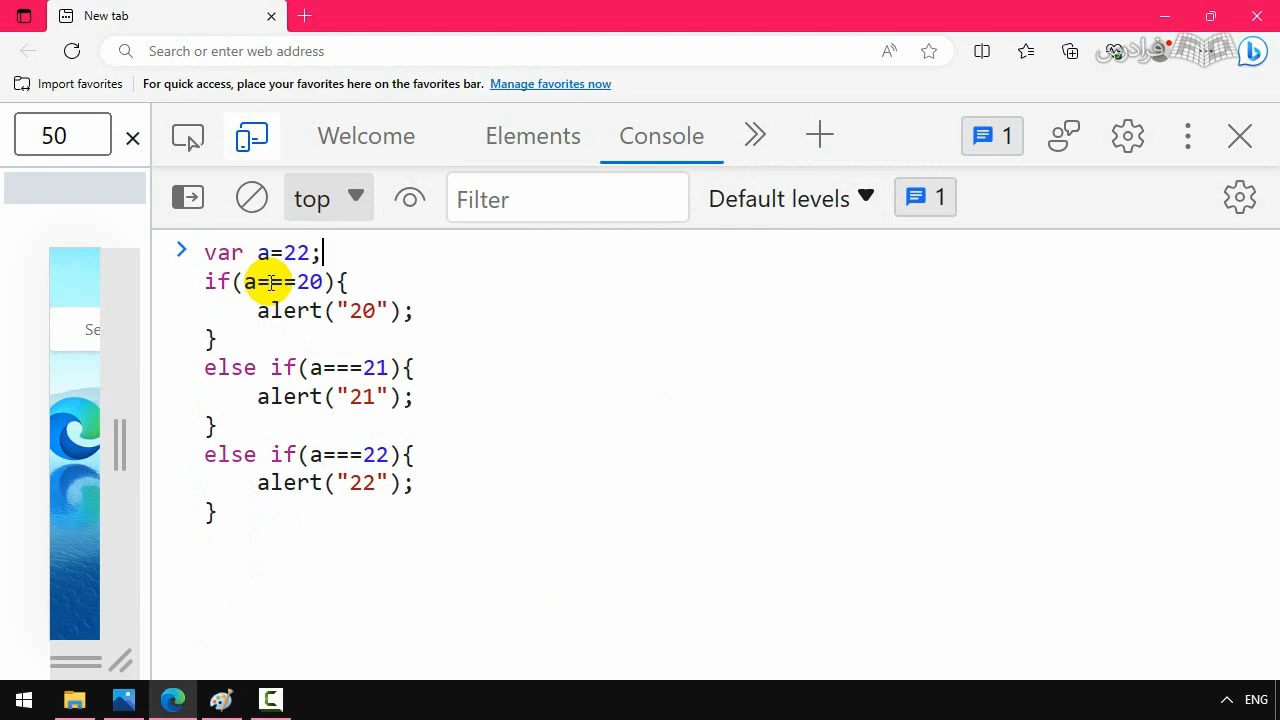 New tab
Search or enter web address
فرادرس
Import favorites
For quick access, place your favorites here on the favorites bar. Manage favorites now
50
Welcome
Elements
Console
1
top
Filter
Default levels
1
var a=22;
if(a===20){
alert("20");
}
else if(a===21){
alert("21");
}
else if(a===22){
alert("22");
}
Se
ENG